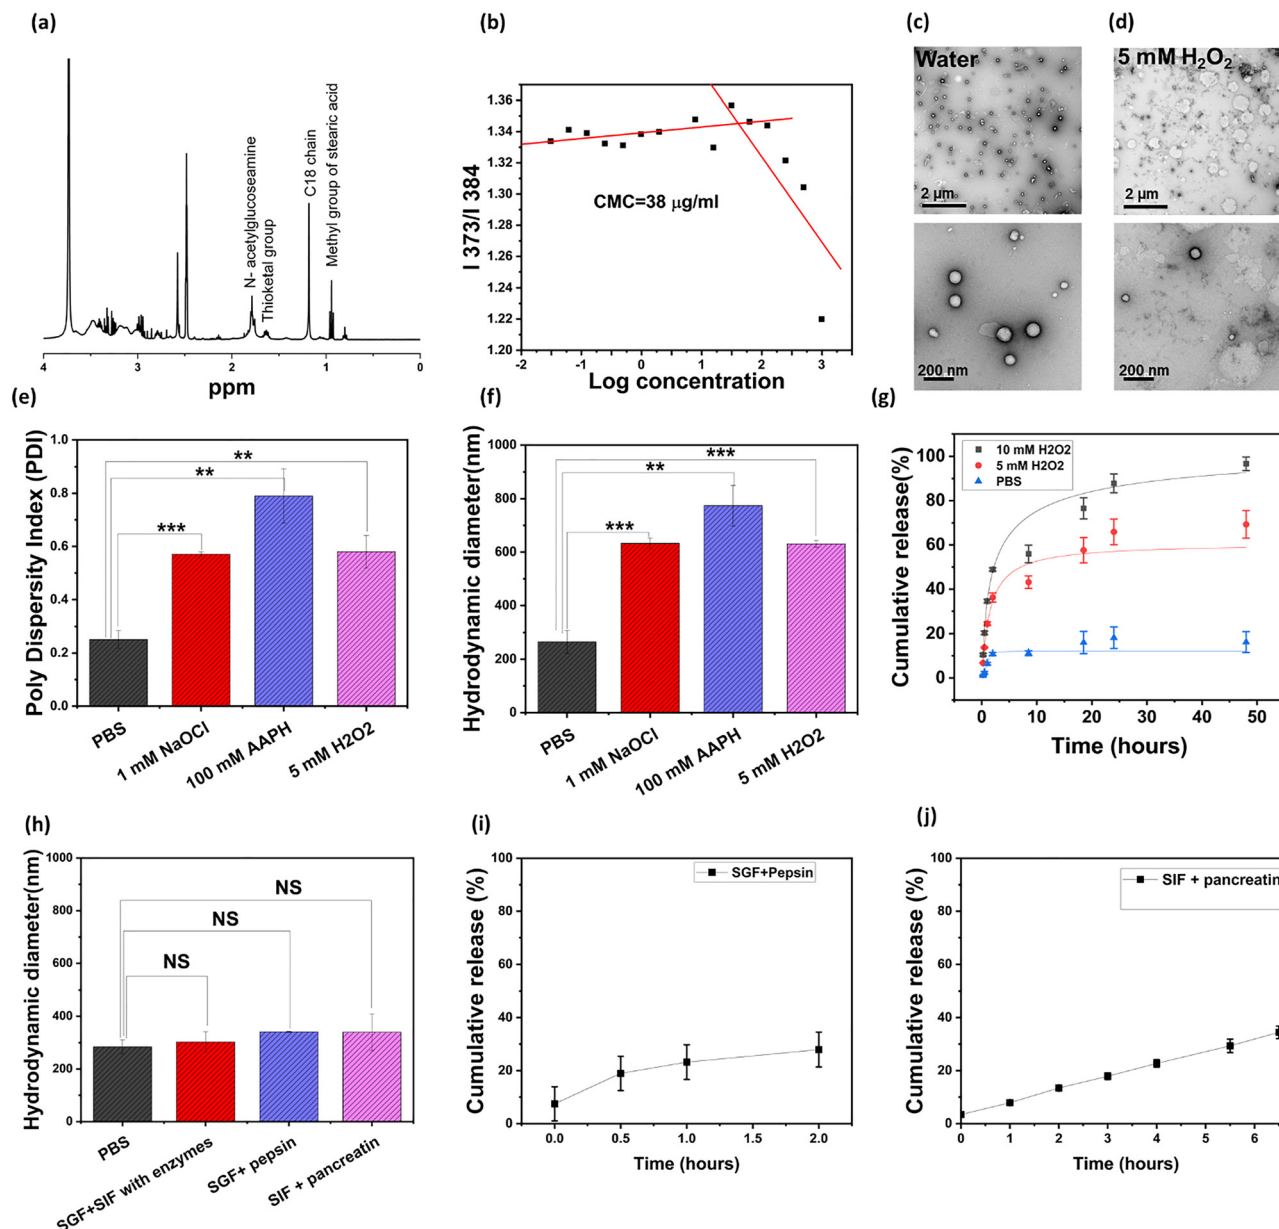 (a)
N- acetylglucoseamine
Thioketal group
C18 chain
Methyl group of stearic acid
4
3
2
1
0
ppm
(b)
I 373/I 384
1.36
1.34
1.32
1.30
1.28
1.26
1.24
1.22
1.20
CMC=38 µg/ml
-1
0
1
2
3
Log concentration
(c)
Water
2 µm
200 nm
(d)
5 mM H2O2
2 µm
200 nm
(e)
Poly Dispersity Index (PDI)
1.0
0.8
0.6
0.4
0.2
0.0
**
**
***
PBS
1 mM NaOCl
100 mM AAPH
5 mM H2O2
(f)
Hydrodynamic diameter(nm)
1000
800
600
400
200
0
***
**
***
PBS
1 mM NaOCl
100 mM AAPH
5 mM H2O2
(g)
Cumulative release(%)
100
80
60
40
20
0
10 mM H2O2
5 mM H2O2
PBS
0
10
20
30
40
50
Time (hours)
(h)
Hydrodynamic diameter(nm)
1000
800
600
400
200
0
NS
NS
NS
PBS
SGF+SIF with enzymes
SGF+ pepsin
SIF + pancreatin
(i)
Cumulative release (%)
100
80
60
40
20
0
SGF+Pepsin
0.0
0.5
1.0
1.5
2.0
Time (hours)
(j)
Cumulative release (%)
100
80
60
40
20
0
SIF + pancreatin
0
1
2
3
4
5
6
Time (hours)